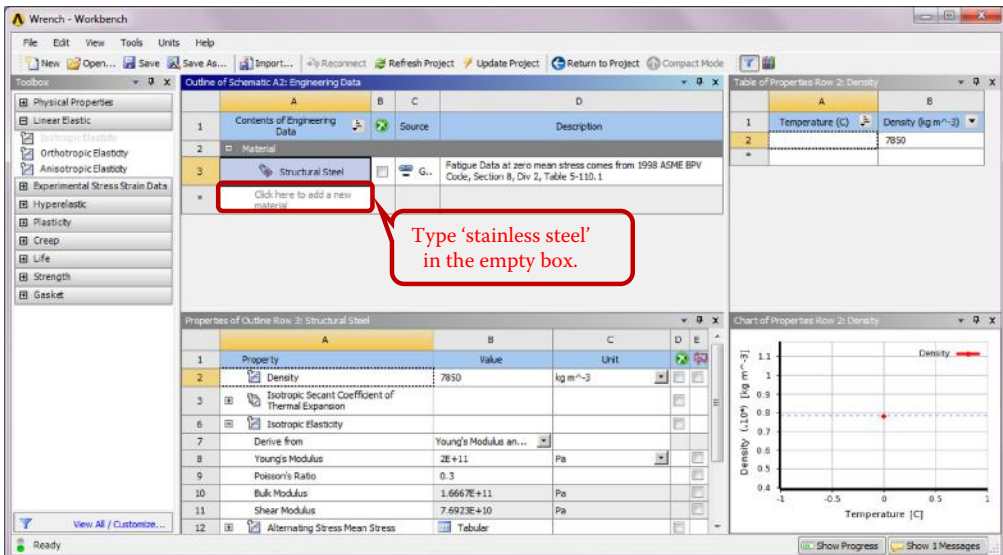 Wrench - Workbench
File Edit View Tools Units Help
New Open... Save Save As... Import... Reconnect Refresh Project Update Project Return to Project Compact Mode
Toolbox
Physical Properties
Linear Elastic
Isotropic Elasticity
Orthotropic Elasticity
Anisotropic Elasticity
Experimental Stress Strain Data
Hyperelastic
Plasticity
Creep
Life
Strength
Gasket
View All / Customize...
Outline of Schematic A2: Engineering Data
A B C D
1 Contents of Engineering Data Source Description
2 Material
3 Structural Steel G.. Fatigue Data at zero mean stress comes from 1998 ASME BPV
Code, Section 8, Div 2, Table 5-110.1
* Click here to add a new
material
Type ‘stainless steel’
in the empty box.
Table of Properties Row 2: Density
A B
1 Temperature (C) Density (kg m^-3)
2 7850
*
Properties of Outline Row 3: Structural Steel
A B C D E
1 Property Value Unit
2 Density 7850 kg m^-3
3 Isotropic Secant Coefficient of
Thermal Expansion
6 Isotropic Elasticity
7 Derive from Young's Modulus an...
8 Young's Modulus 2E+11 Pa
9 Poisson's Ratio 0.3
10 Bulk Modulus 1.6667E+11 Pa
11 Shear Modulus 7.6923E+10 Pa
12 Alternating Stress Mean Stress Tabular
Chart of Properties Row 2: Density
Density
Density (.10⁴) [kg m^-3]
1.1
1
0.9
0.8
0.7
0.6
0.5
0.4
-1 -0.5 0 0.5 1
Temperature [C]
Ready
Show Progress Show 1 Messages